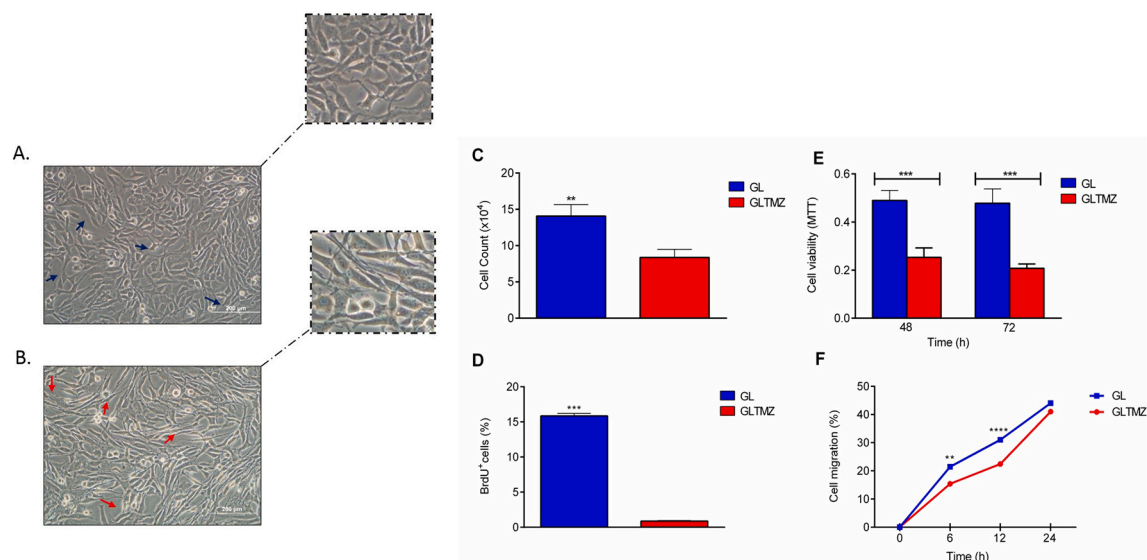 A.
200 µm
B.
200 µm
C
Cell Count (x10⁴)
20
15
10
5
0
**
GL
GLTMZ
D
BrdU⁺ cells (%)
20
15
10
5
0
***
GL
GLTMZ
E
Cell viability (MTT)
0.6
0.4
0.2
0.0
***
***
48
72
Time (h)
GL
GLTMZ
F
Cell migration (%)
50
40
30
20
10
0
**
****
0
6
12
24
Time (h)
GL
GLTMZ